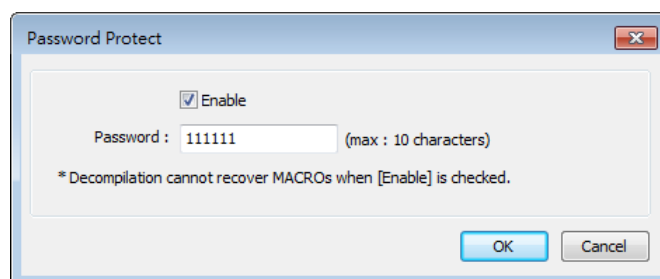 Password Protect
Enable
Password : 111111 (max : 10 characters)
* Decompilation cannot recover MACROs when [Enable] is checked.
OK Cancel